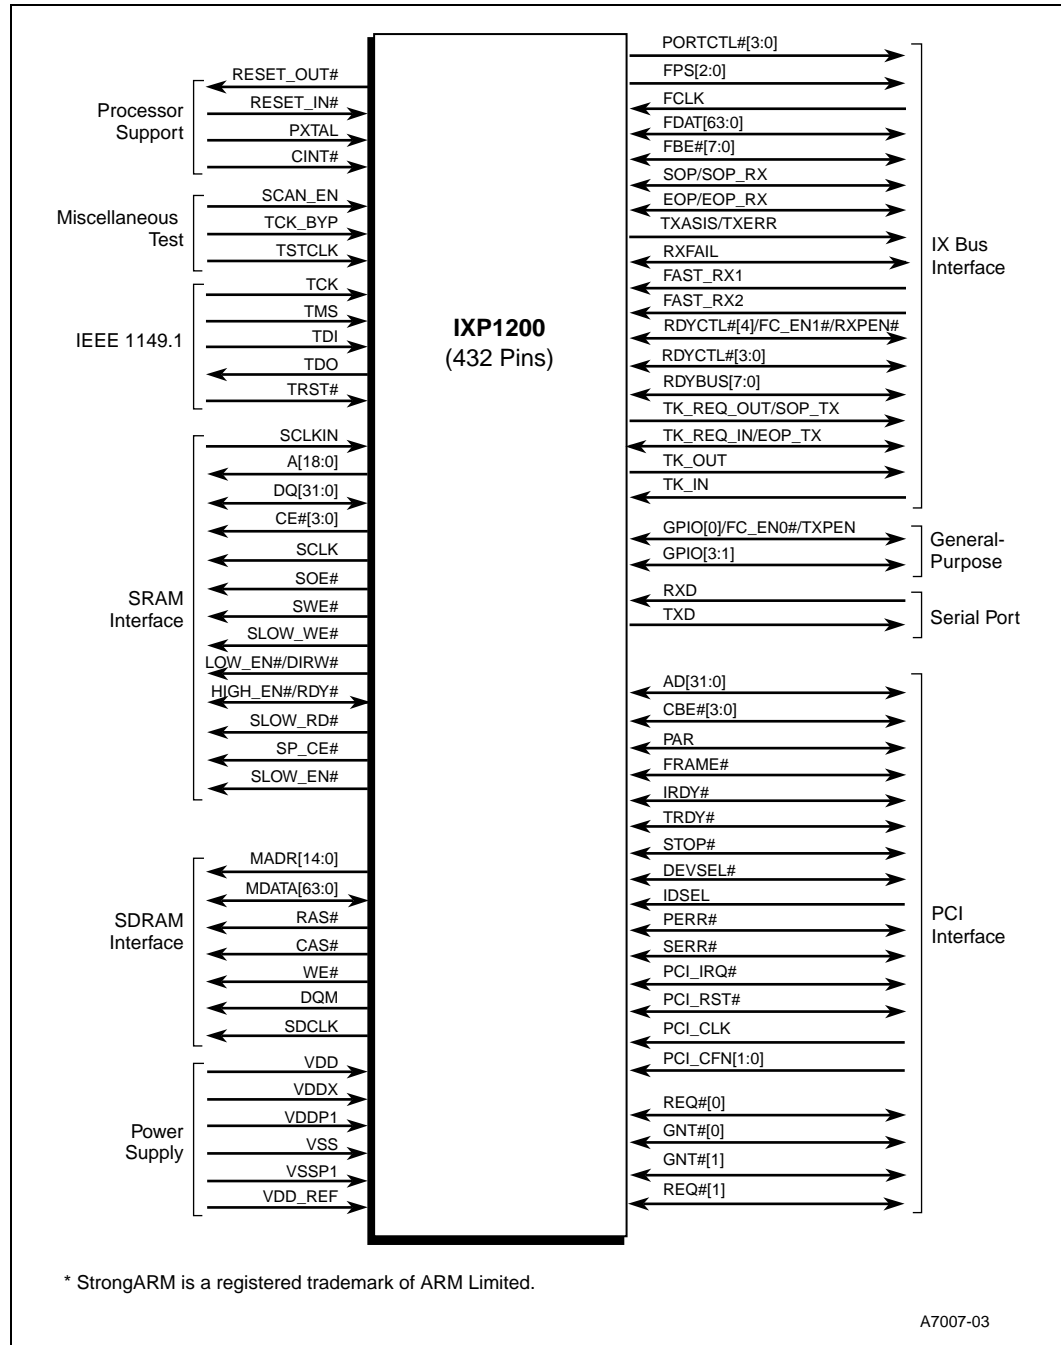 RESET_OUT#
RESET_IN#
PXTAL
CINT#
Processor
Support
SCAN_EN
TCK_BYP
TSTCLK
Miscellaneous
Test
TCK
TMS
TDI
TDO
TRST#
IEEE 1149.1
SCLKIN
A[18:0]
DQ[31:0]
CE#[3:0]
SCLK
SOE#
SWE#
SLOW_WE#
LOW_EN#/DIRW#
HIGH_EN#/RDY#
SLOW_RD#
SP_CE#
SLOW_EN#
SRAM
Interface
MADR[14:0]
MDATA[63:0]
RAS#
CAS#
WE#
DQM
SDCLK
SDRAM
Interface
VDD
VDDX
VDDP1
VSS
VSSP1
VDD_REF
Power
Supply
IXP1200
(432 Pins)
PORTCTL#[3:0]
FPS[2:0]
FCLK
FDAT[63:0]
FBE#[7:0]
SOP/SOP_RX
EOP/EOP_RX
TXASIS/TXERR
RXFAIL
FAST_RX1
FAST_RX2
RDYCTL#[4]/FC_EN1#/RXPEN#
RDYCTL#[3:0]
RDYBUS[7:0]
TK_REQ_OUT/SOP_TX
TK_REQ_IN/EOP_TX
TK_OUT
TK_IN
IX Bus
Interface
GPIO[0]/FC_EN0#/TXPEN
GPIO[3:1]
General-
Purpose
RXD
TXD
Serial Port
AD[31:0]
CBE#[3:0]
PAR
FRAME#
IRDY#
TRDY#
STOP#
DEVSEL#
IDSEL
PERR#
SERR#
PCI_IRQ#
PCI_RST#
PCI_CLK
PCI_CFN[1:0]
REQ#[0]
GNT#[0]
GNT#[1]
REQ#[1]
PCI
Interface
* StrongARM is a registered trademark of ARM Limited.
A7007-03